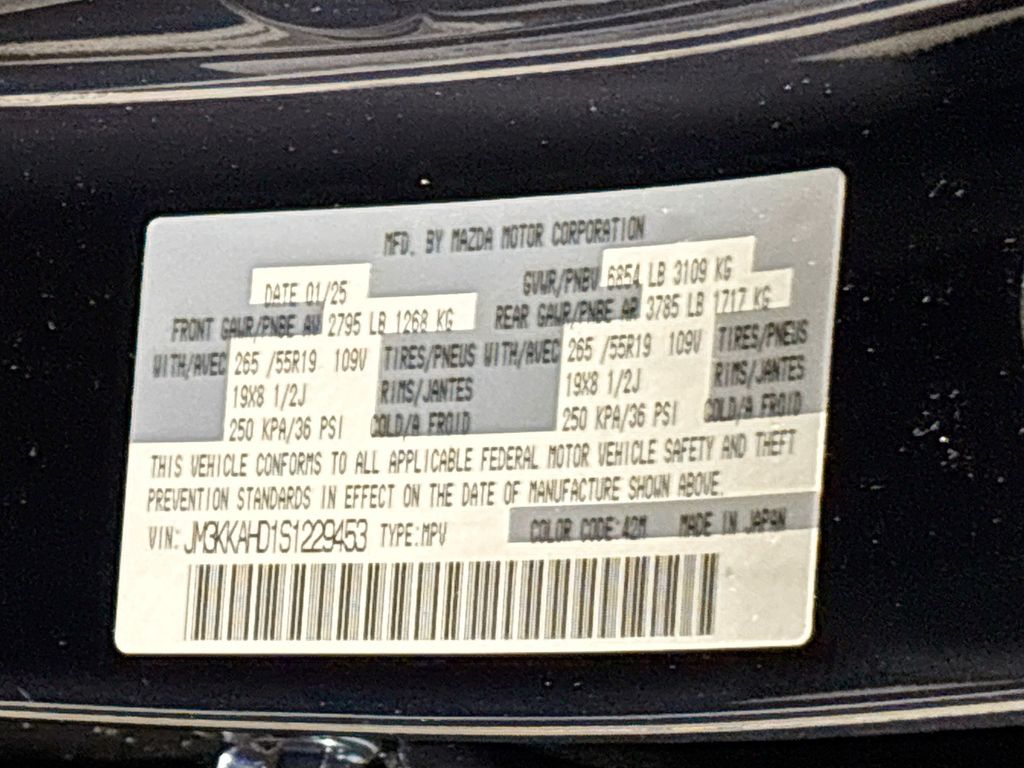 MFD. BY MAZDA MOTOR CORPORATION
DATE 01/25 GVWR/PNBV 6854 LB 3109 KG
FRONT GAWR/PNBE AV 2795 LB 1268 KG REAR GAWR/PNBE AR 3785 LB 1717 KG
WITH/AVEC 265 /55R19 109V TIRES/PNEUS WITH/AVEC 265 /55R19 109V TIRES/PNEUS
19X8 1/2J RIMS/JANTES 19X8 1/2J RIMS/JANTES
250 KPA/36 PSI COLD/A FROID 250 KPA/36 PSI COLD/A FROID
THIS VEHICLE CONFORMS TO ALL APPLICABLE FEDERAL MOTOR VEHICLE SAFETY AND THEFT
PREVENTION STANDARDS IN EFFECT ON THE DATE OF MANUFACTURE SHOWN ABOVE.
VIN: JM3KKAHD1S1229453 TYPE:MPV COLOR CODE:42M MADE IN JAPAN